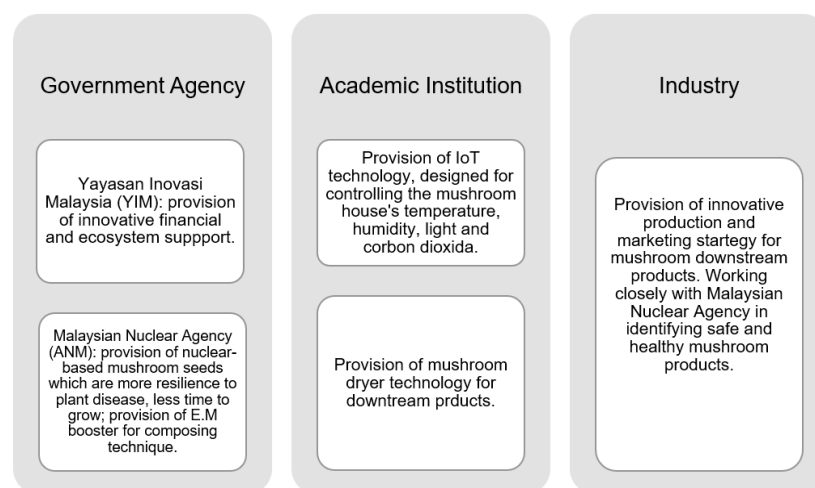 Government Agency
Yayasan Inovasi
Malaysia (YIM): provision
of innovative financial
and ecosystem suppport.
Malaysian Nuclear Agency
(ANM): provision of nuclear-
based mushroom seeds
which are more resilience to
plant disease, less time to
grow; provision of E.M
booster for composing
technique.
Academic Institution
Provision of IoT
technology, designed for
controlling the mushroom
house's temperature,
humidity, light and
corbon dioxida.
Provision of mushroom
dryer technology for
downtream prducts.
Industry
Provision of innovative
production and
marketing startegy for
mushroom downstream
products. Working
closely with Malaysian
Nuclear Agency in
identifying safe and
healthy mushroom
products.